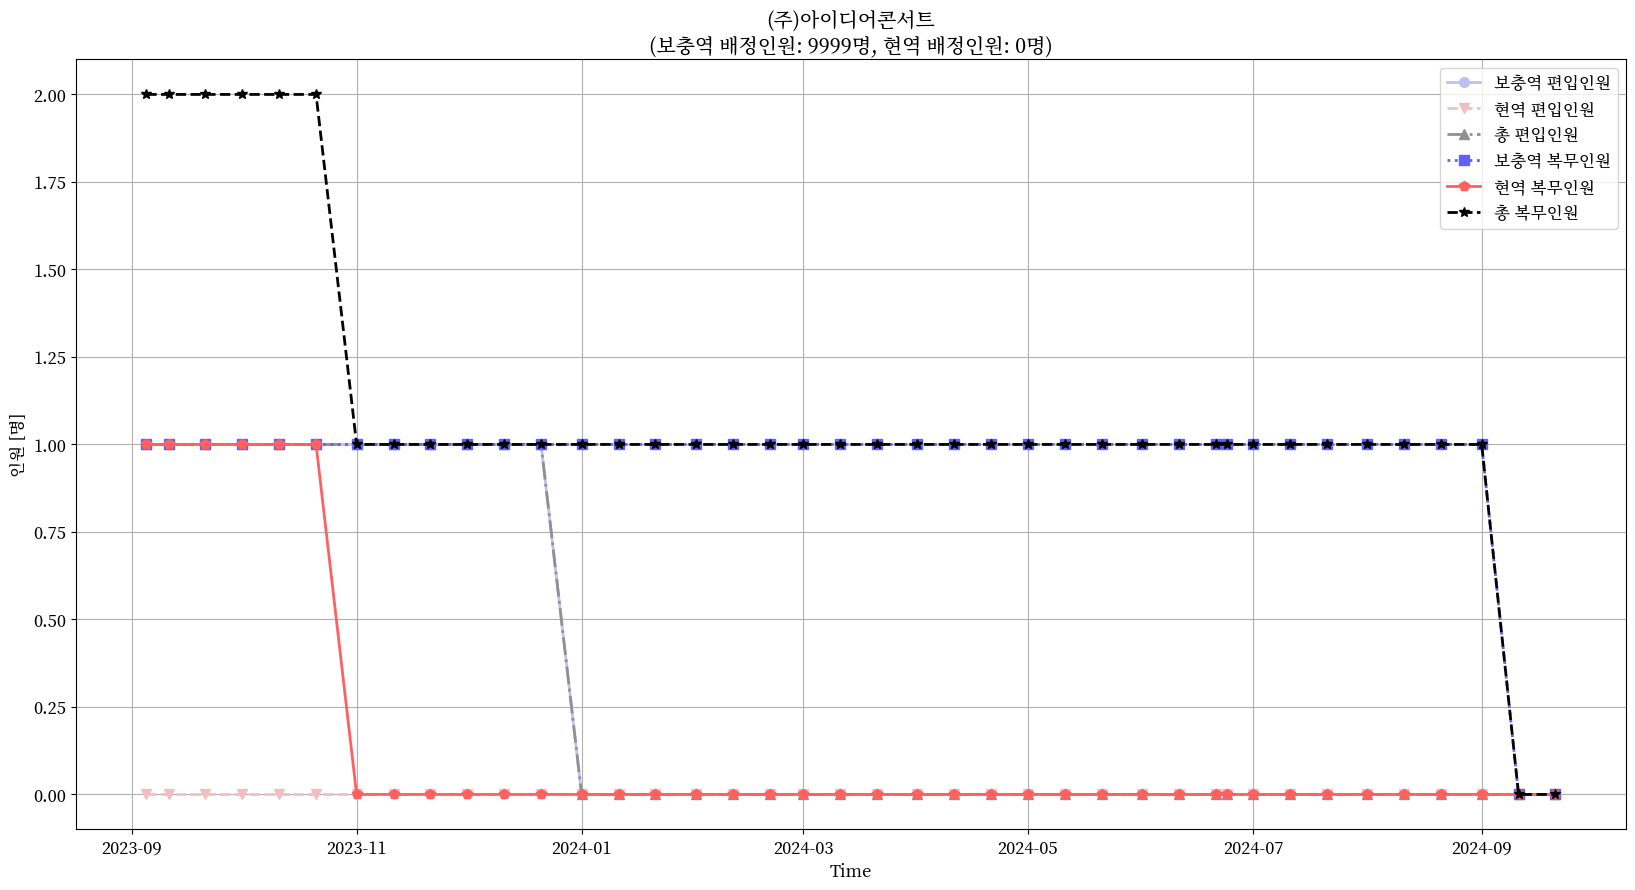 (주)아이디어콘서트
(보충역 배정인원: 9999명, 현역 배정인원: 0명)
보충역 편입인원
현역 편입인원
총 편입인원
보충역 복무인원
현역 복무인원
총 복무인원
인원 [명]
2.00
1.75
1.50
1.25
1.00
0.75
0.50
0.25
0.00
2023-09
2023-11
2024-01
2024-03
2024-05
2024-07
2024-09
Time